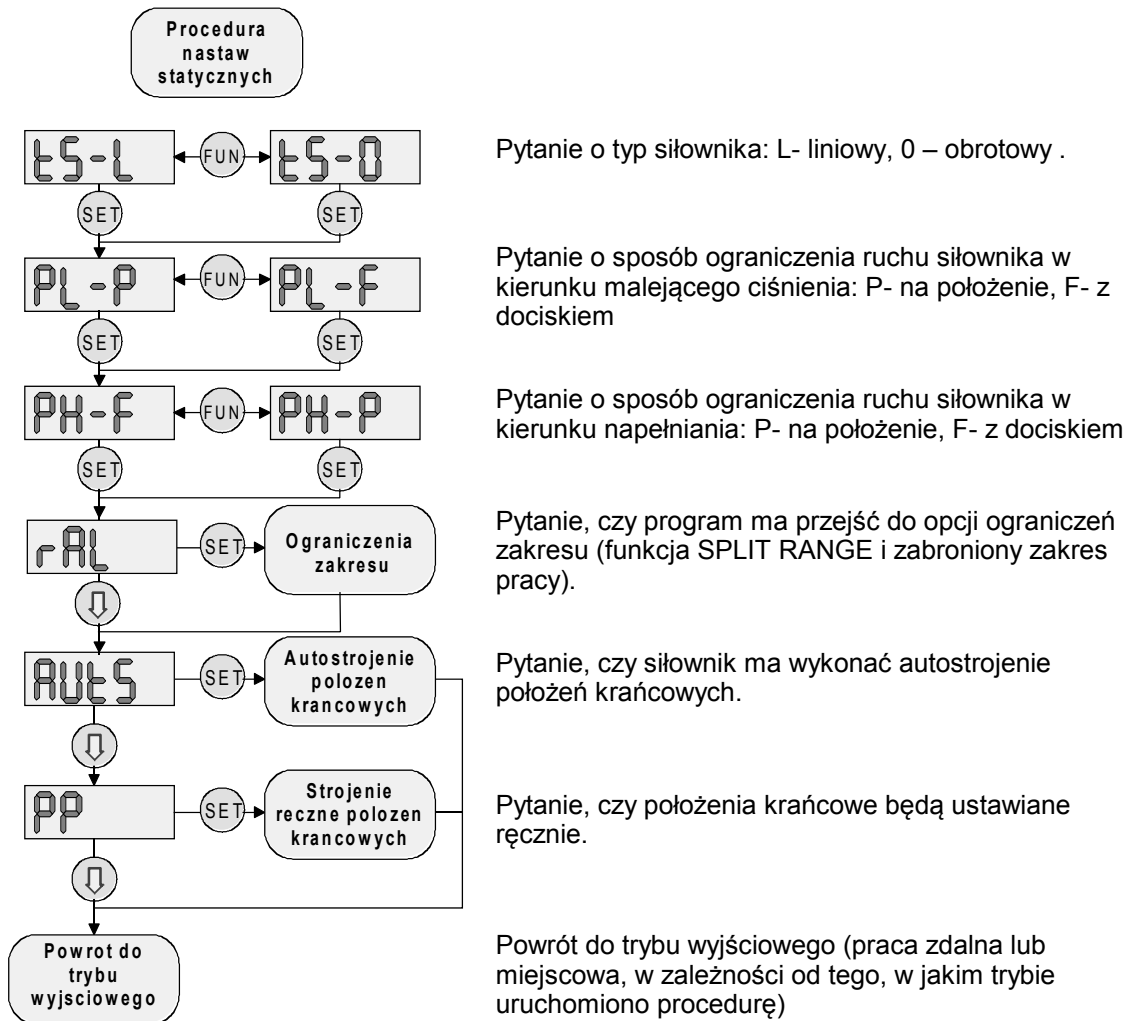 Procedura
nastaw
statycznych
tS-L
FUN
tS-0
Pytanie o typ siłownika: L- liniowy, 0 – obrotowy .
SET
SET
PL-P
FUN
PL-F
Pytanie o sposób ograniczenia ruchu siłownika w
kierunku malejącego ciśnienia: P- na położenie, F- z
dociskiem
SET
SET
PH-F
FUN
PH-P
Pytanie o sposób ograniczenia ruchu siłownika w
kierunku napełniania: P- na położenie, F- z dociskiem
SET
SET
rAL
SET
Ograniczenia
zakresu
Pytanie, czy program ma przejść do opcji ograniczeń
zakresu (funkcja SPLIT RANGE i zabroniony zakres
pracy).
AUtS
SET
Autostrojenie
polozen
krancowych
Pytanie, czy siłownik ma wykonać autostrojenie
położeń krańcowych.
PP
SET
Strojenie
reczne polozen
krancowych
Pytanie, czy położenia krańcowe będą ustawiane
ręcznie.
Powrot do
trybu
wyjsciowego
Powrót do trybu wyjściowego (praca zdalna lub
miejscowa, w zależności od tego, w jakim trybie
uruchomiono procedurę)